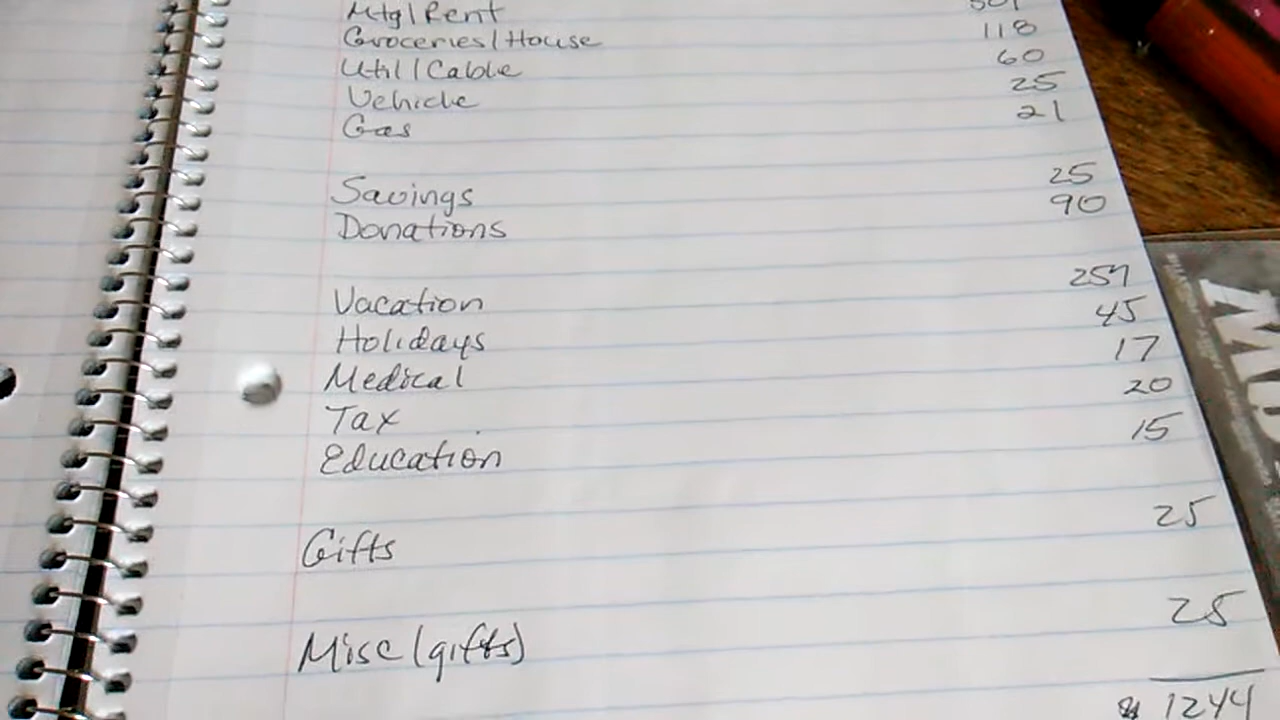 Mtg/Rent 501
Groceries/House 118
Util/Cable 60
Vehicle 25
Gas 21
Savings 25
Donations 90
Vacation 257
Holidays 45
Medical 17
Tax 20
Education 15
Gifts 25
Misc (gifts) 25
1244